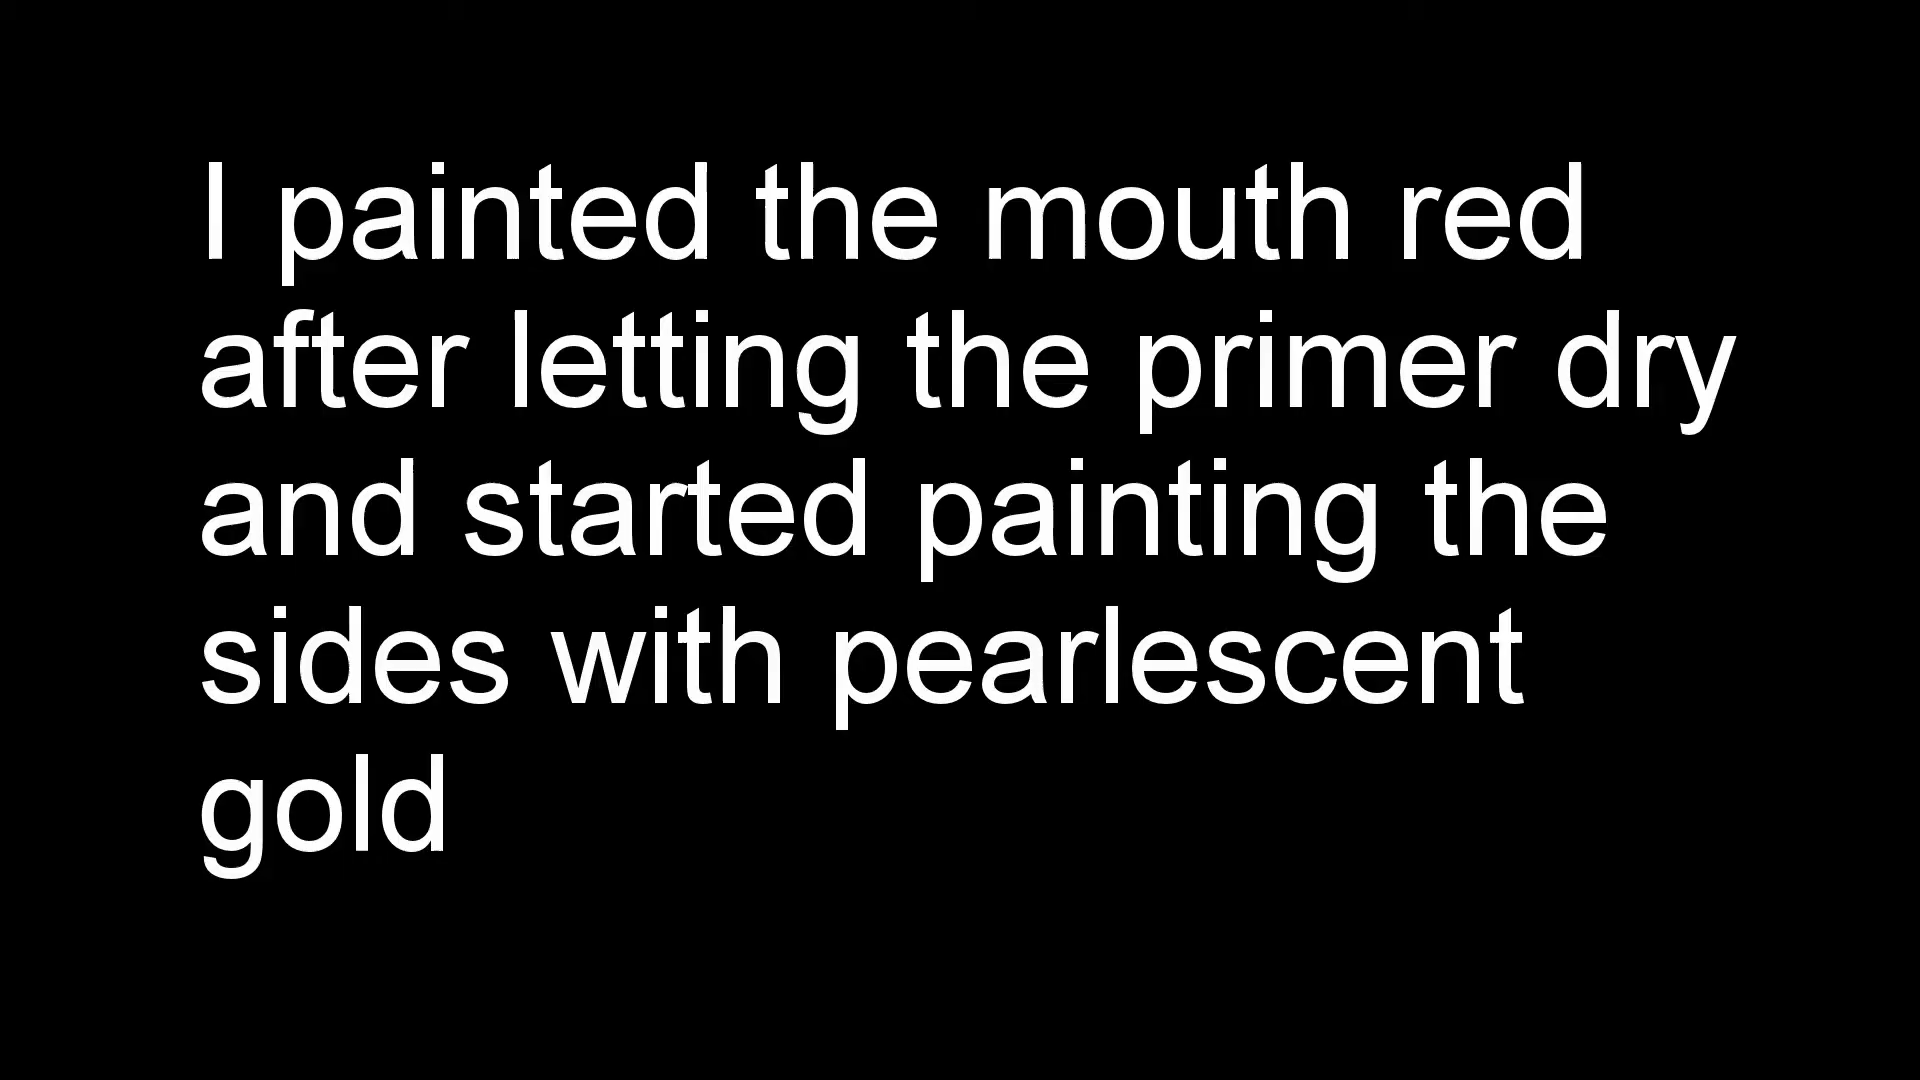 I painted the mouth red
after letting the primer dry
and started painting the
sides with pearlescent
gold